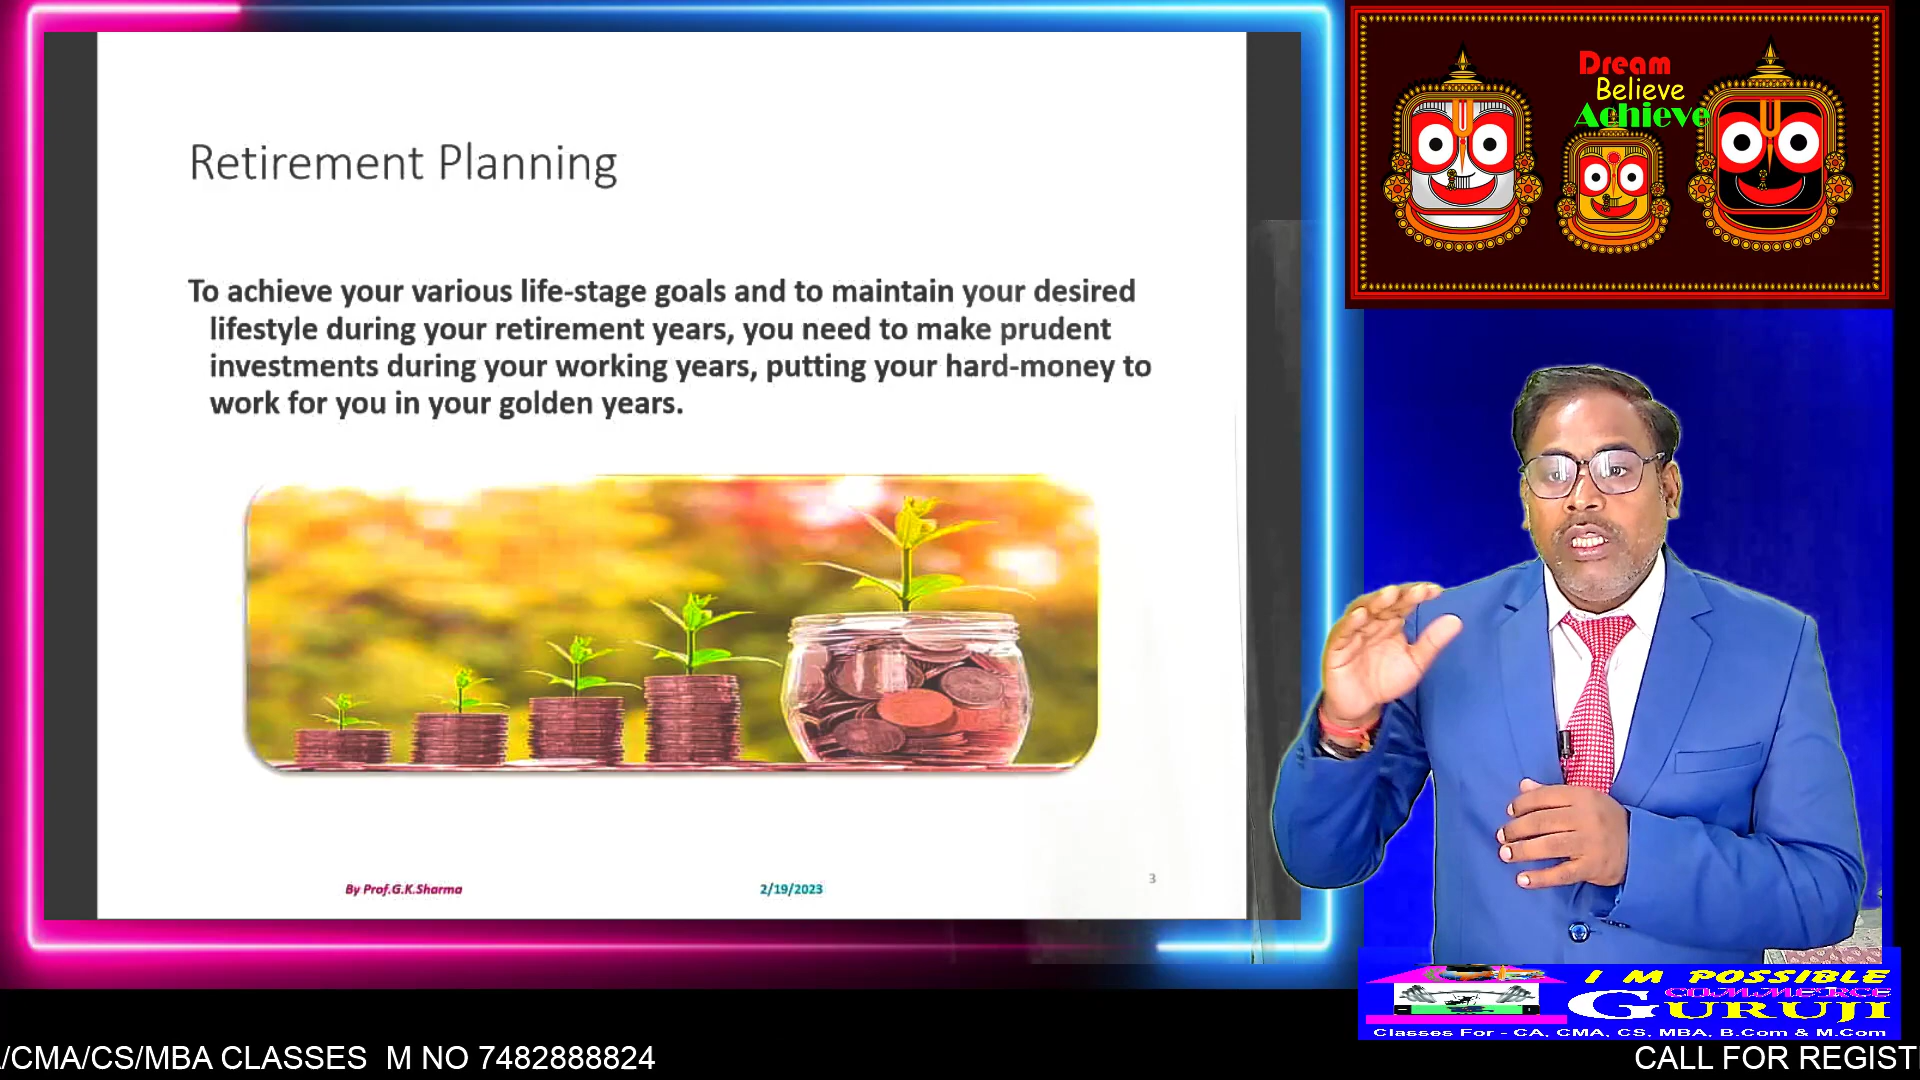 Retirement Planning
To achieve your various life-stage goals and to maintain your desired
lifestyle during your retirement years, you need to make prudent
investments during your working years, putting your hard-money to
work for you in your golden years.
By Prof.G.K.Sharma
2/19/2023
3
Dream
Believe
Achieve
I M POSSIBLE
COMMERCE
GURUJI
Classes For - CA, CMA, CS, MBA, B.Com & M.Com
/CMA/CS/MBA CLASSES M NO 7482888824
CALL FOR REGIST